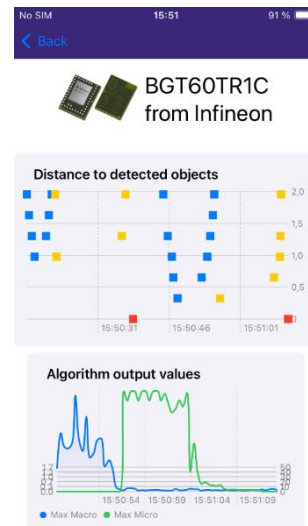 No SIM 15:51 91 %
Back
BGT60TR1C
from Infineon
Distance to detected objects
2,0
1,5
1,0
0,5
0
15:50:31 15:50:46 15:51:01
Algorithm output values
15:50:54 15:50:59 15:51:04 15:51:09
Max Macro Max Micro